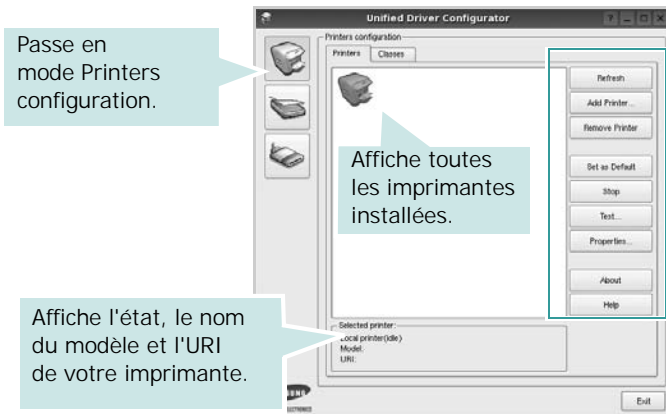 Unified Driver Configurator
Passe en
mode Printers
configuration.
Printers configuration
Printers Classes
Refresh
Add Printer...
Remove Printer
Set as Default
Stop
Test...
Properties...
About
Help
Affiche toutes
les imprimantes
installées.
Affiche l'état, le nom
du modèle et l'URI
de votre imprimante.
Selected printer:
Local printer(idle)
Model:
URI:
ELECTRONICS
Exit